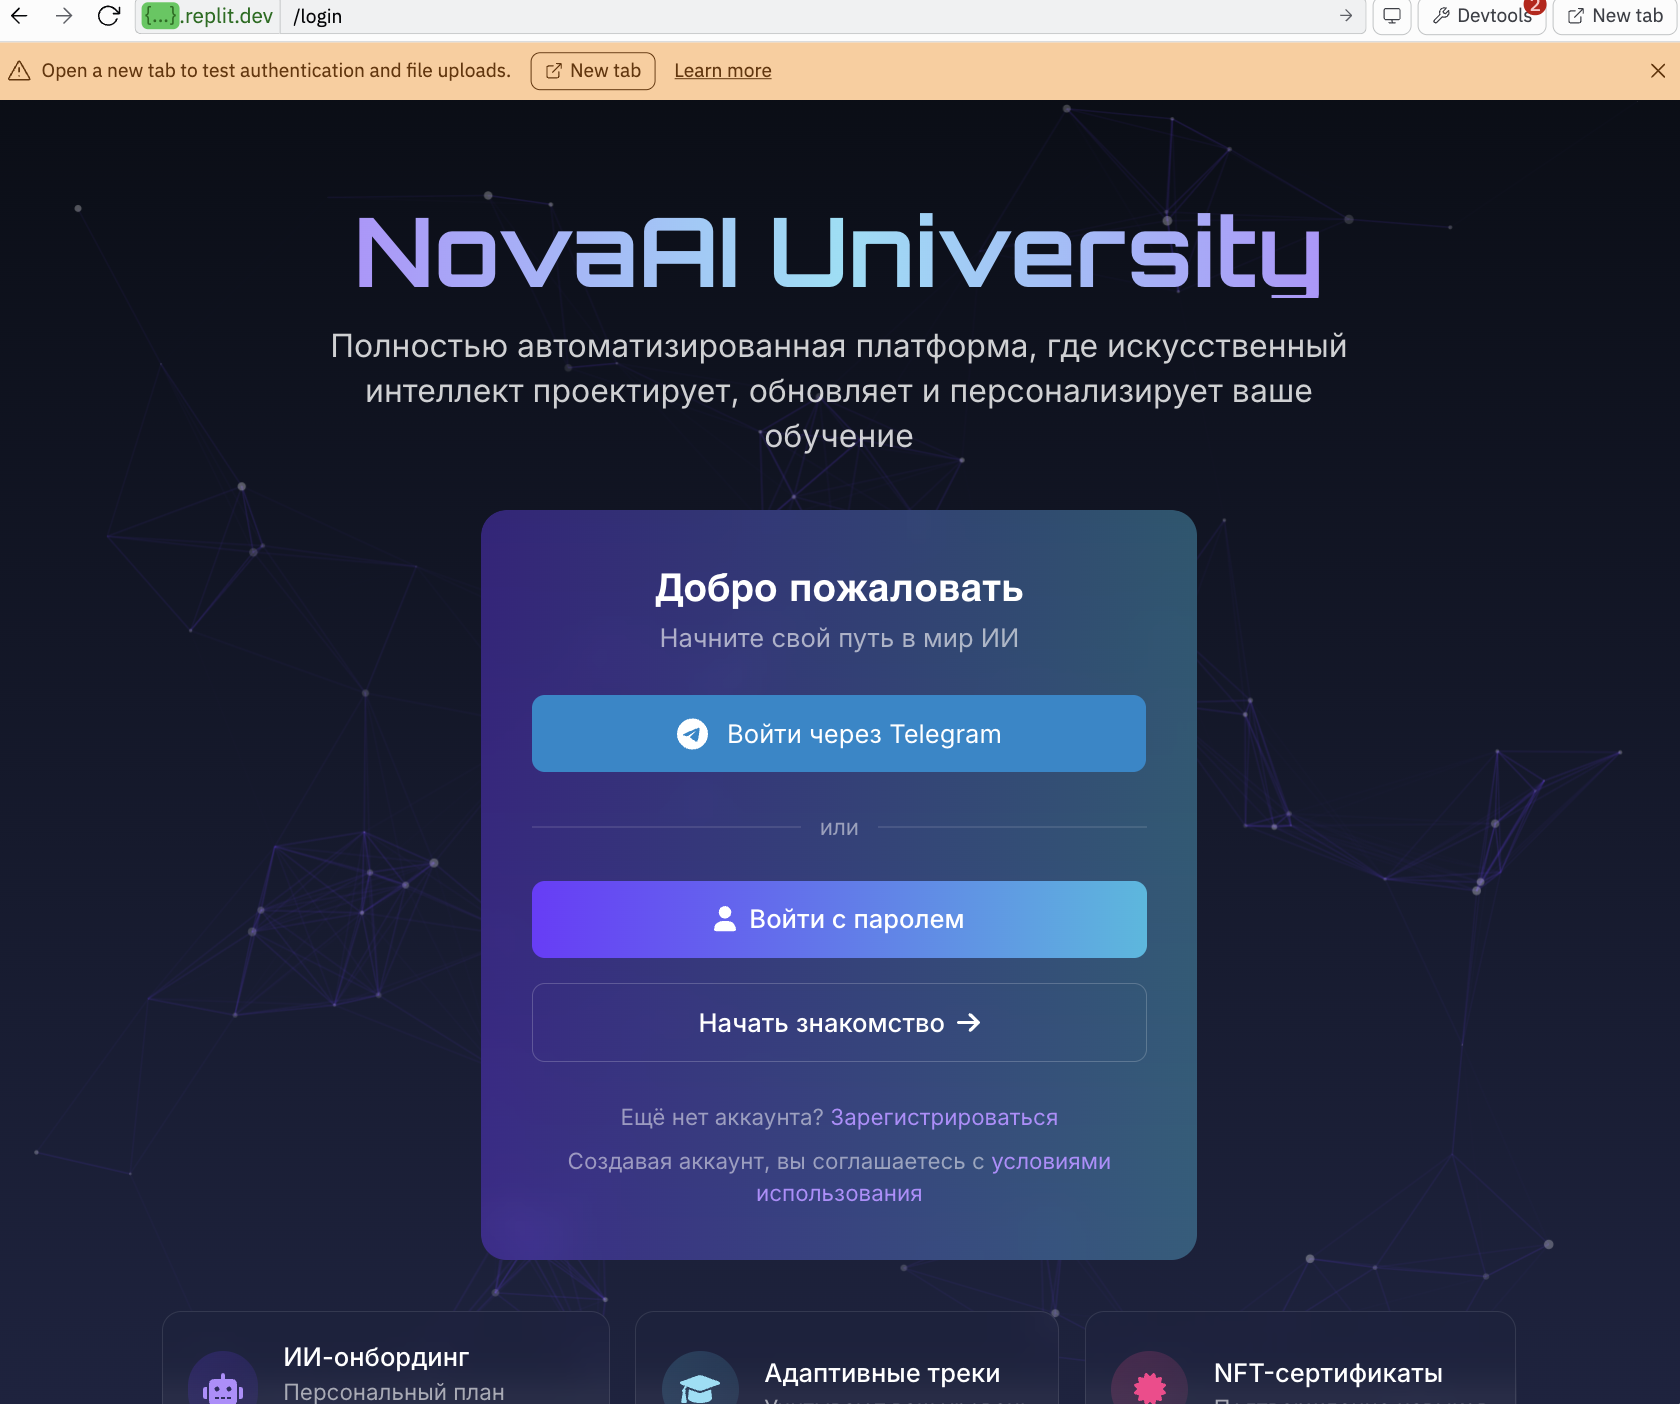 {...}.replit.dev /login
Devtools 2
New tab
Open a new tab to test authentication and file uploads. New tab Learn more
NovaAI University
Полностью автоматизированная платформа, где искусственный
интеллект проектирует, обновляет и персонализирует ваше
обучение
Добро пожаловать
Начните свой путь в мир ИИ
Войти через Telegram
или
Войти с паролем
Начать знакомство →
Ещё нет аккаунта? Зарегистрироваться
Создавая аккаунт, вы соглашаетесь с условиями
использования
ИИ-онбординг
Персональный план
Адаптивные треки
NFT-сертификаты